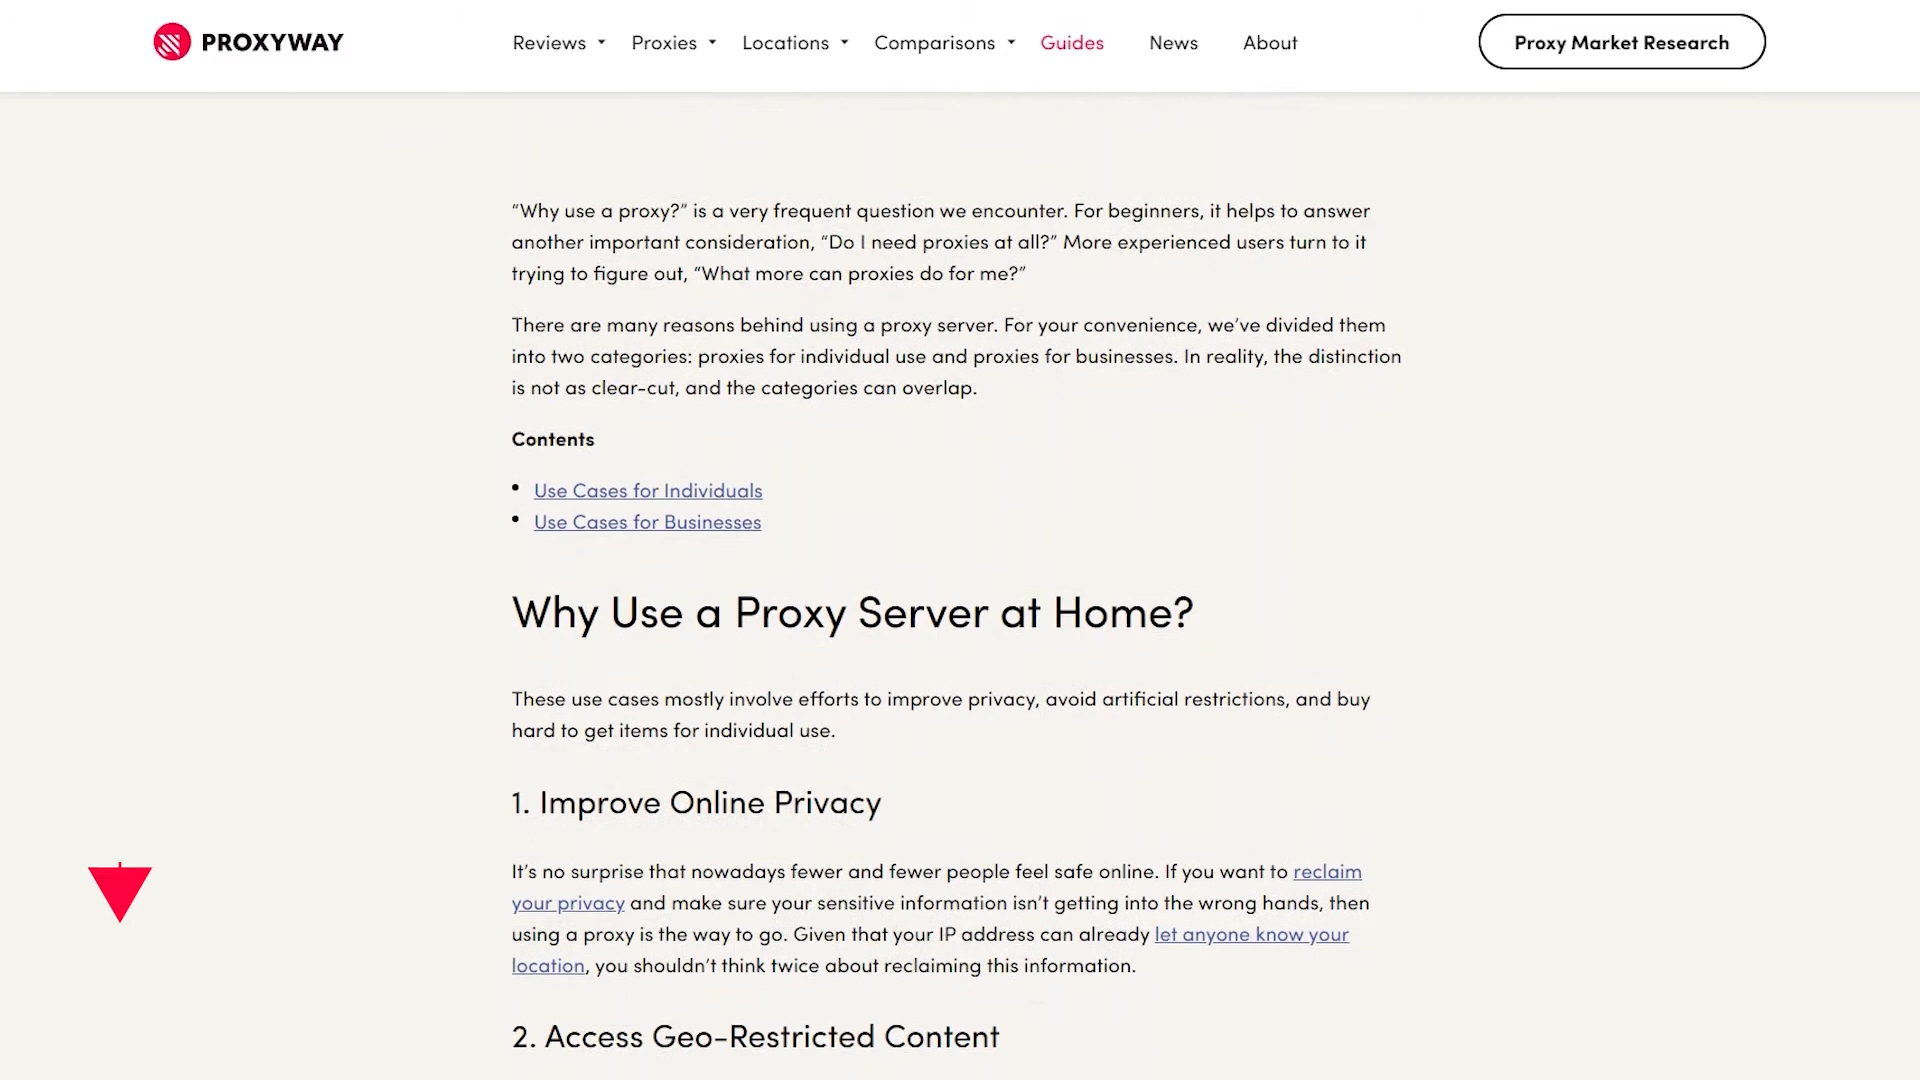 PROXYWAY
Reviews
Proxies
Locations
Comparisons
Guides
News
About
Proxy Market Research
“Why use a proxy?” is a very frequent question we encounter. For beginners, it helps to answer
another important consideration, “Do I need proxies at all?” More experienced users turn to it
trying to figure out, “What more can proxies do for me?”
There are many reasons behind using a proxy server. For your convenience, we’ve divided them
into two categories: proxies for individual use and proxies for businesses. In reality, the distinction
is not as clear-cut, and the categories can overlap.
Contents
• Use Cases for Individuals
• Use Cases for Businesses
Why Use a Proxy Server at Home?
These use cases mostly involve efforts to improve privacy, avoid artificial restrictions, and buy
hard to get items for individual use.
1. Improve Online Privacy
It’s no surprise that nowadays fewer and fewer people feel safe online. If you want to reclaim
your privacy and make sure your sensitive information isn’t getting into the wrong hands, then
using a proxy is the way to go. Given that your IP address can already let anyone know your
location, you shouldn’t think twice about reclaiming this information.
2. Access Geo-Restricted Content